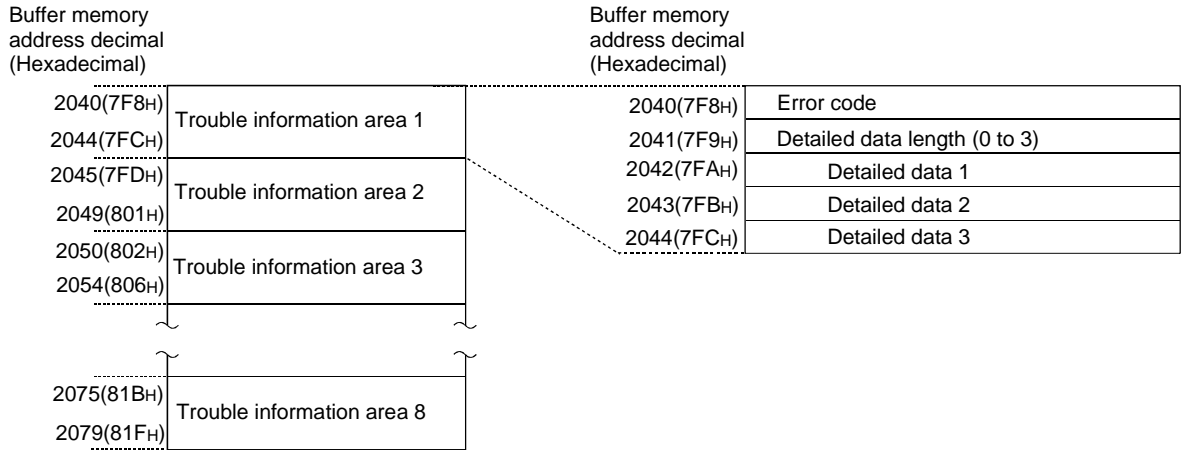 Buffer memory
address decimal
(Hexadecimal)
2040(7F8H)
Trouble information area 1
2044(7FCH)
2045(7FDH)
Trouble information area 2
2049(801H)
2050(802H)
Trouble information area 3
2054(806H)
2075(81BH)
Trouble information area 8
2079(81FH)
Buffer memory
address decimal
(Hexadecimal)
2040(7F8H) Error code
2041(7F9H) Detailed data length (0 to 3)
2042(7FAH) Detailed data 1
2043(7FBH) Detailed data 2
2044(7FCH) Detailed data 3